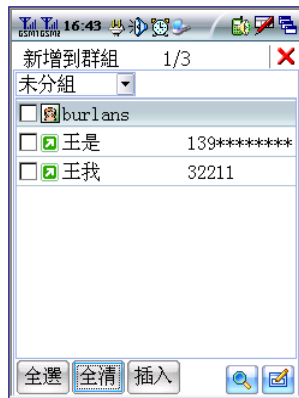 GSM1GSM2 16:43
新增到群組 1/3
未分組
burlans
王是 139********
王我 32211
全選 全清 插入